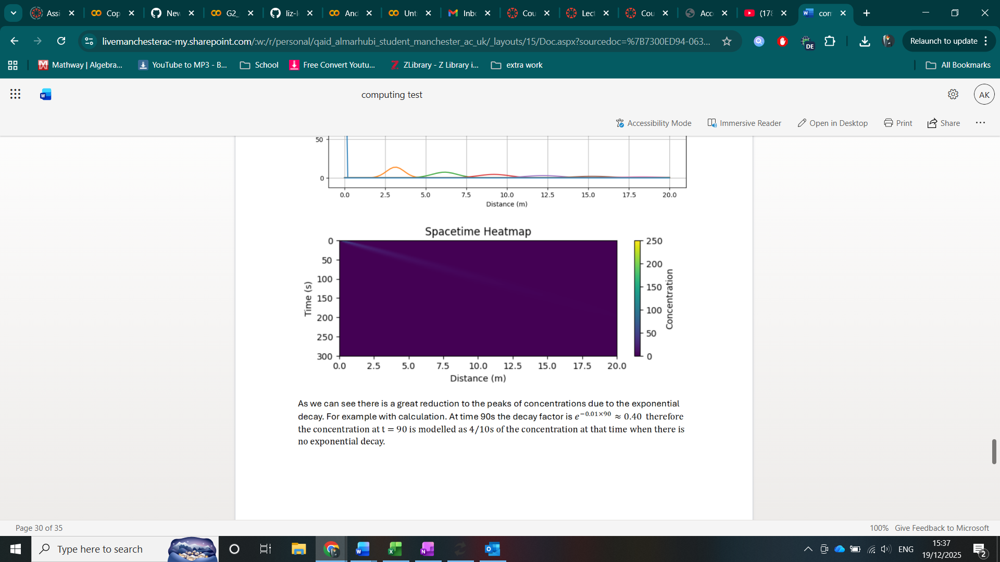 Assi
Cop
New
G2_
liz-l
And
Unt
Inbo
Cou
Lect
Cou
Acc
(178
con
livemanchesterac-my.sharepoint.com/:w:/r/personal/qaid_almarhubi_student_manchester_ac_uk/_layouts/15/Doc.aspx?sourcedoc=%7B7300ED94-063...
DE
Relaunch to update
Mathway | Algebra...
YouTube to MP3 - B...
School
Free Convert Youtu...
ZLibrary - Z Library i...
extra work
All Bookmarks
computing test
AK
Accessibility Mode
Immersive Reader
Open in Desktop
Print
Share
50
0
0.0 2.5 5.0 7.5 10.0 12.5 15.0 17.5 20.0
Distance (m)
Spacetime Heatmap
0
50
100
150
200
250
300
Time (s)
0.0 2.5 5.0 7.5 10.0 12.5 15.0 17.5 20.0
Distance (m)
250
200
150
100
50
0
Concentration
As we can see there is a great reduction to the peaks of concentrations due to the exponential
decay. For example with calculation. At time 90s the decay factor is e^−0.01×90 ≈ 0.40 therefore
the concentration at t = 90 is modelled as 4/10s of the concentration at that time when there is
no exponential decay.
Page 30 of 35
100% Give Feedback to Microsoft
Type here to search
ENG
15:37
19/12/2025
2